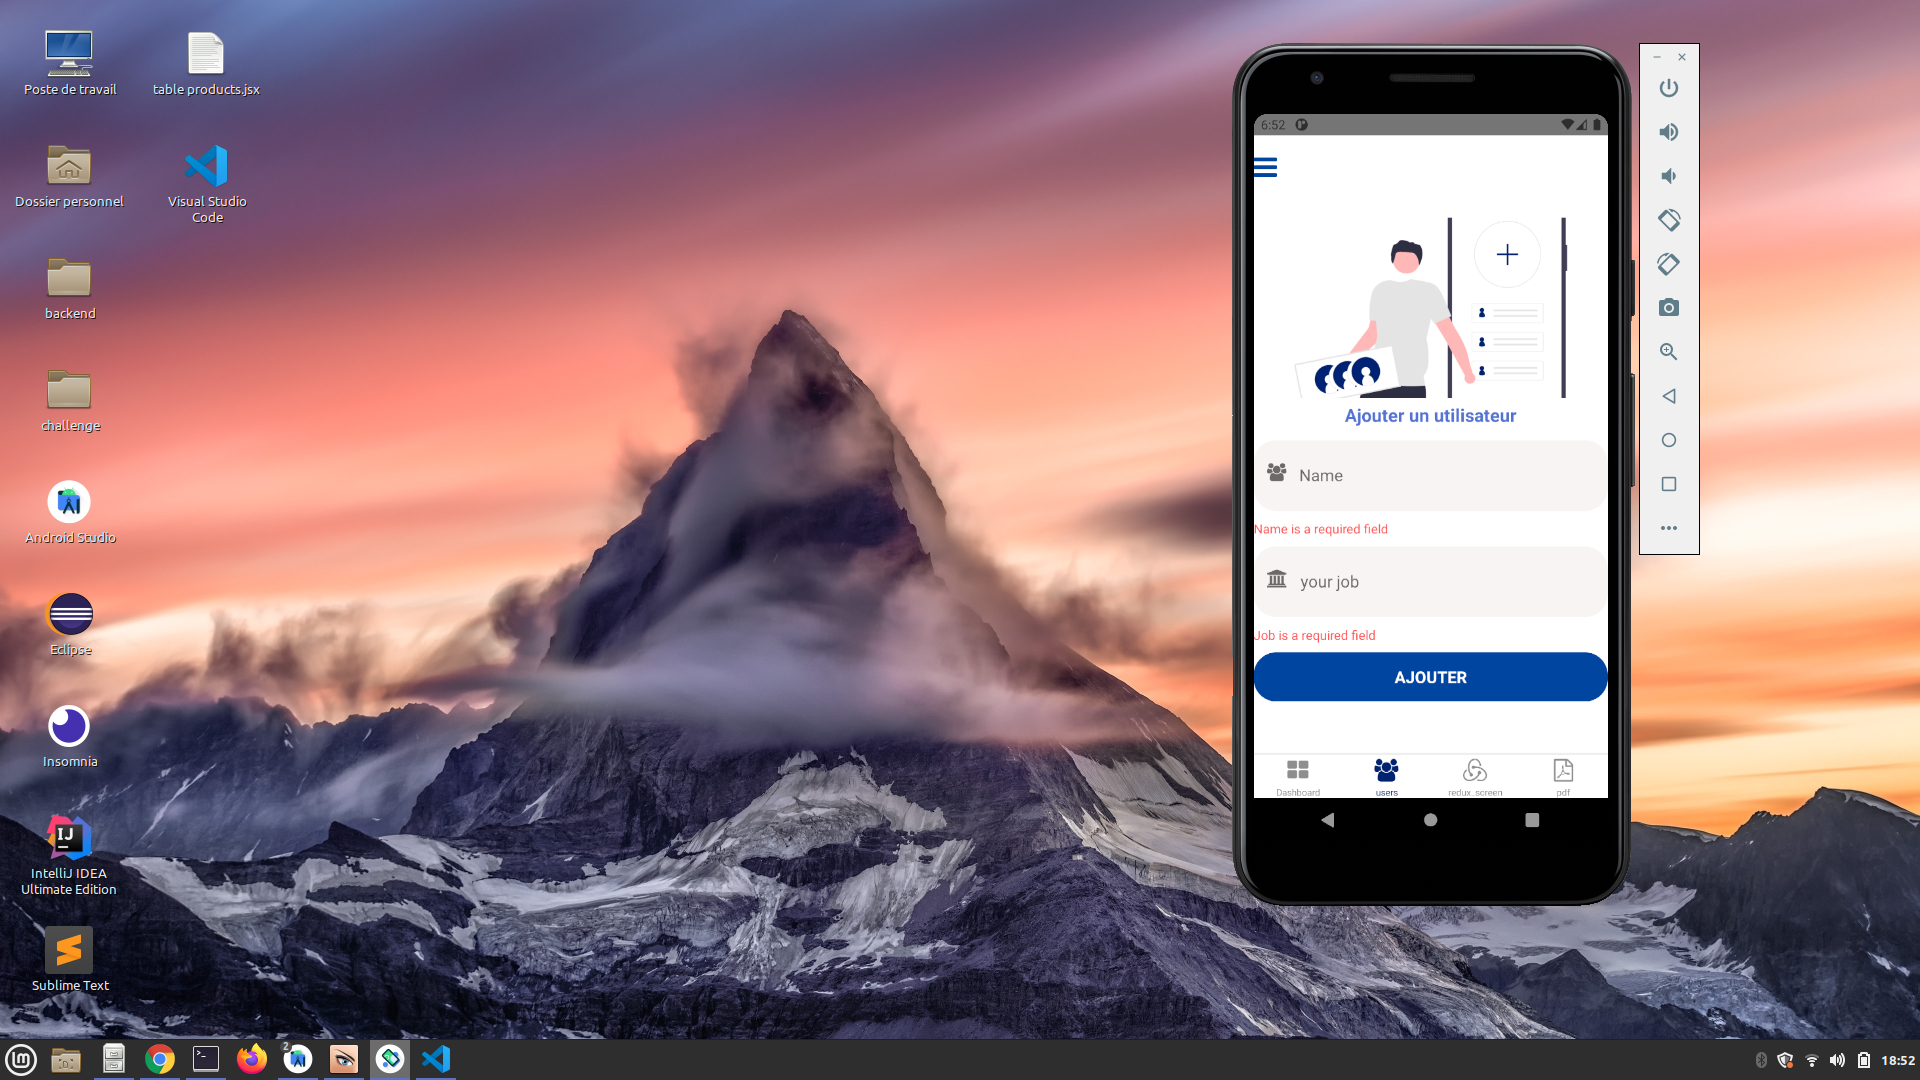 Poste de travail
table products.jsx
Dossier personnel
Visual Studio
Code
backend
challenge
Android Studio
Eclipse
Insomnia
IJ
IntelliJ IDEA
Ultimate Edition
Sublime Text
6:52
Ajouter un utilisateur
Name
Name is a required field
your job
Job is a required field
AJOUTER
Dashboard
users
redux_screen
pdf
2
18:52